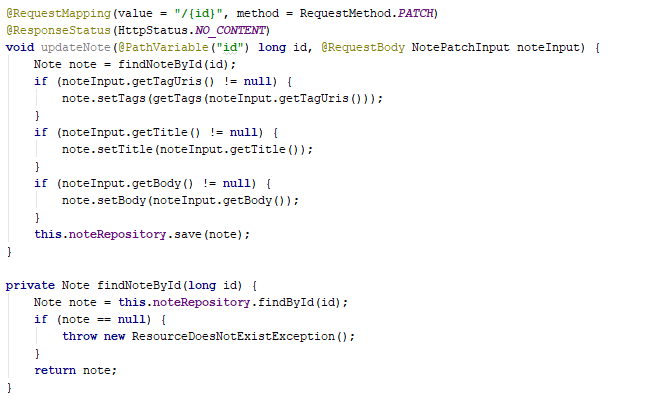 @RequestMapping(value = "/{id}", method = RequestMethod.PATCH)
@ResponseStatus(HttpStatus.NO_CONTENT)
void updateNote(@PathVariable("id") long id, @RequestBody NotePatchInput noteInput) {
    Note note = findNoteById(id);
    if (noteInput.getTagUris() != null) {
        note.setTags(getTags(noteInput.getTagUris()));
    }
    if (noteInput.getTitle() != null) {
        note.setTitle(noteInput.getTitle());
    }
    if (noteInput.getBody() != null) {
        note.setBody(noteInput.getBody());
    }
    this.noteRepository.save(note);
}

private Note findNoteById(long id) {
    Note note = this.noteRepository.findById(id);
    if (note == null) {
        throw new ResourceDoesNotExistException();
    }
    return note;
}